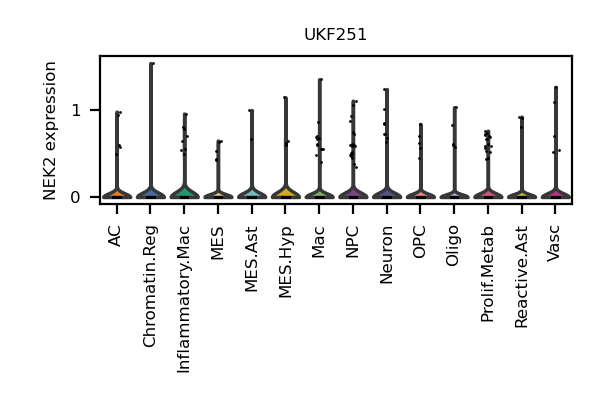 UKF251
NEK2 expression
1
0
AC
Chromatin.Reg
Inflammatory.Mac
MES
MES.Ast
MES.Hyp
Mac
NPC
Neuron
OPC
Oligo
Prolif.Metab
Reactive.Ast
Vasc